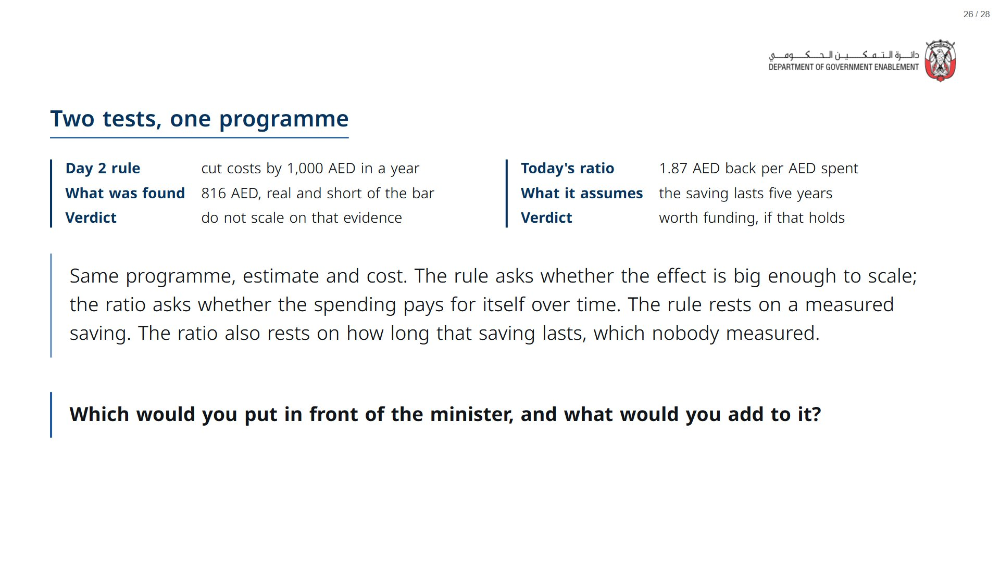 26 / 28
دائرة التمكين الحكومي
DEPARTMENT OF GOVERNMENT ENABLEMENT
Two tests, one programme
Day 2 rule cut costs by 1,000 AED in a year
What was found 816 AED, real and short of the bar
Verdict do not scale on that evidence
Today's ratio 1.87 AED back per AED spent
What it assumes the saving lasts five years
Verdict worth funding, if that holds
Same programme, estimate and cost. The rule asks whether the effect is big enough to scale;
the ratio asks whether the spending pays for itself over time. The rule rests on a measured
saving. The ratio also rests on how long that saving lasts, which nobody measured.
Which would you put in front of the minister, and what would you add to it?